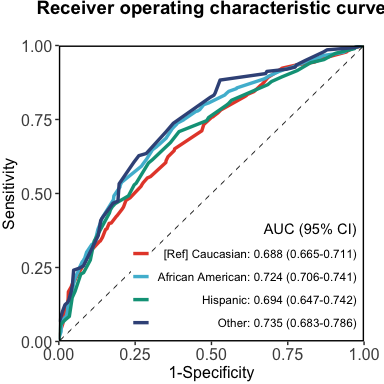 Receiver operating characteristic curve
1.00
0.75
0.50
0.25
0.00
Sensitivity
AUC (95% CI)
[Ref] Caucasian: 0.688 (0.665-0.711)
African American: 0.724 (0.706-0.741)
Hispanic: 0.694 (0.647-0.742)
Other: 0.735 (0.683-0.786)
0.00 0.25 0.50 0.75 1.00
1-Specificity